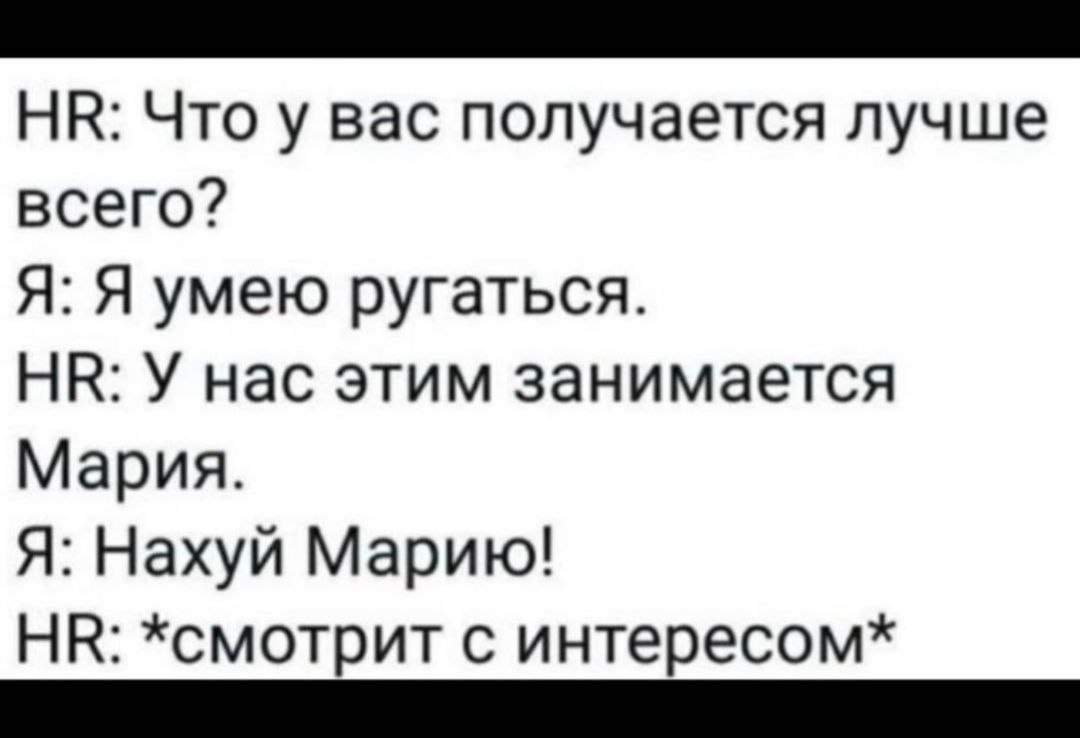 HR: Что у вас получается лучше
всего?
Я: Я умею ругаться.
HR: У нас этим занимается
Мария.
Я: Нахуй Марию!
HR: *смотрит с интересом*